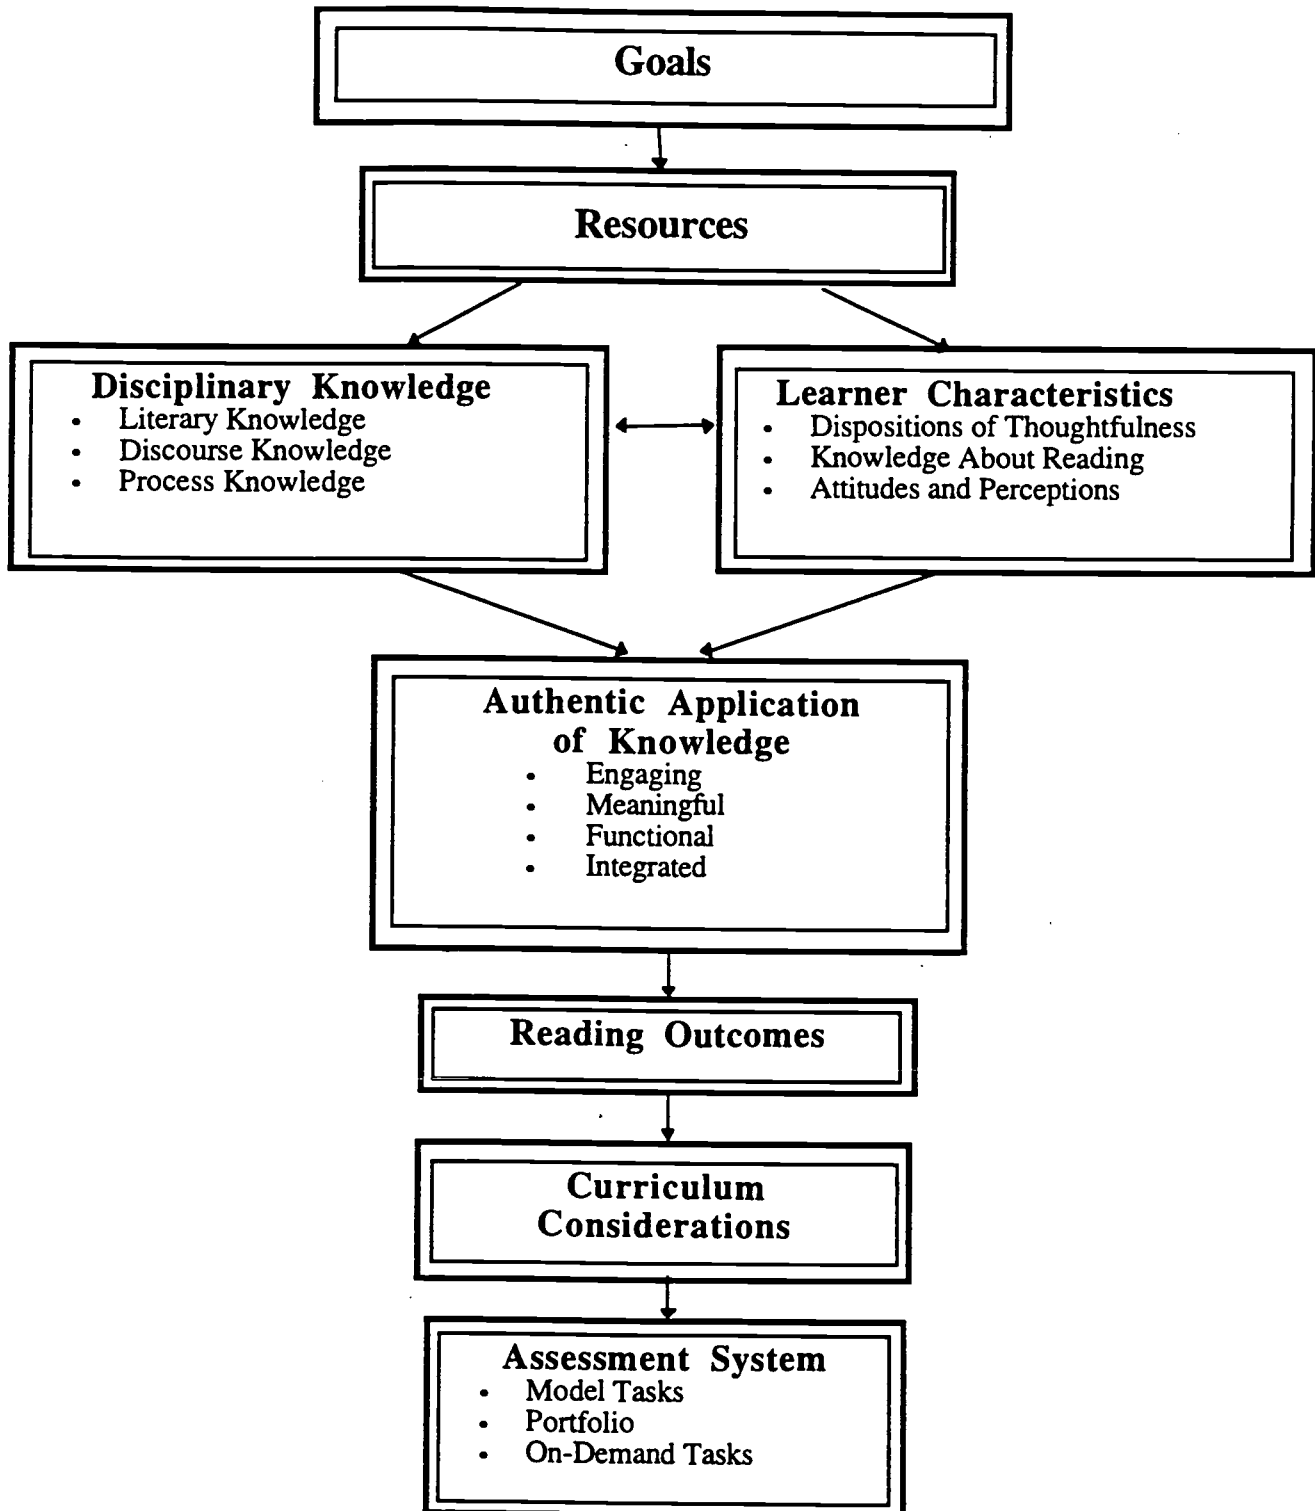 Goals
Resources
Disciplinary Knowledge
• Literary Knowledge
• Discourse Knowledge
• Process Knowledge
Learner Characteristics
• Dispositions of Thoughtfulness
• Knowledge About Reading
• Attitudes and Perceptions
Authentic Application
of Knowledge
• Engaging
• Meaningful
• Functional
• Integrated
Reading Outcomes
Curriculum
Considerations
Assessment System
• Model Tasks
• Portfolio
• On-Demand Tasks